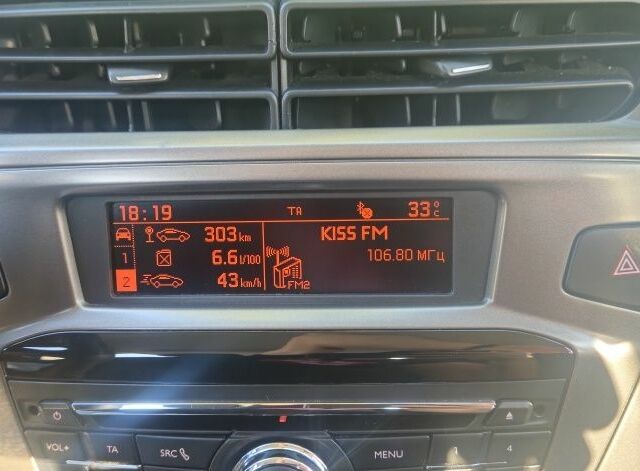 18:19 TA 33°C
303 km KISS FM
1 6.6 l/100 106.80 МГц
2 43 km/h FM2
VOL+ TA SRC MENU 4